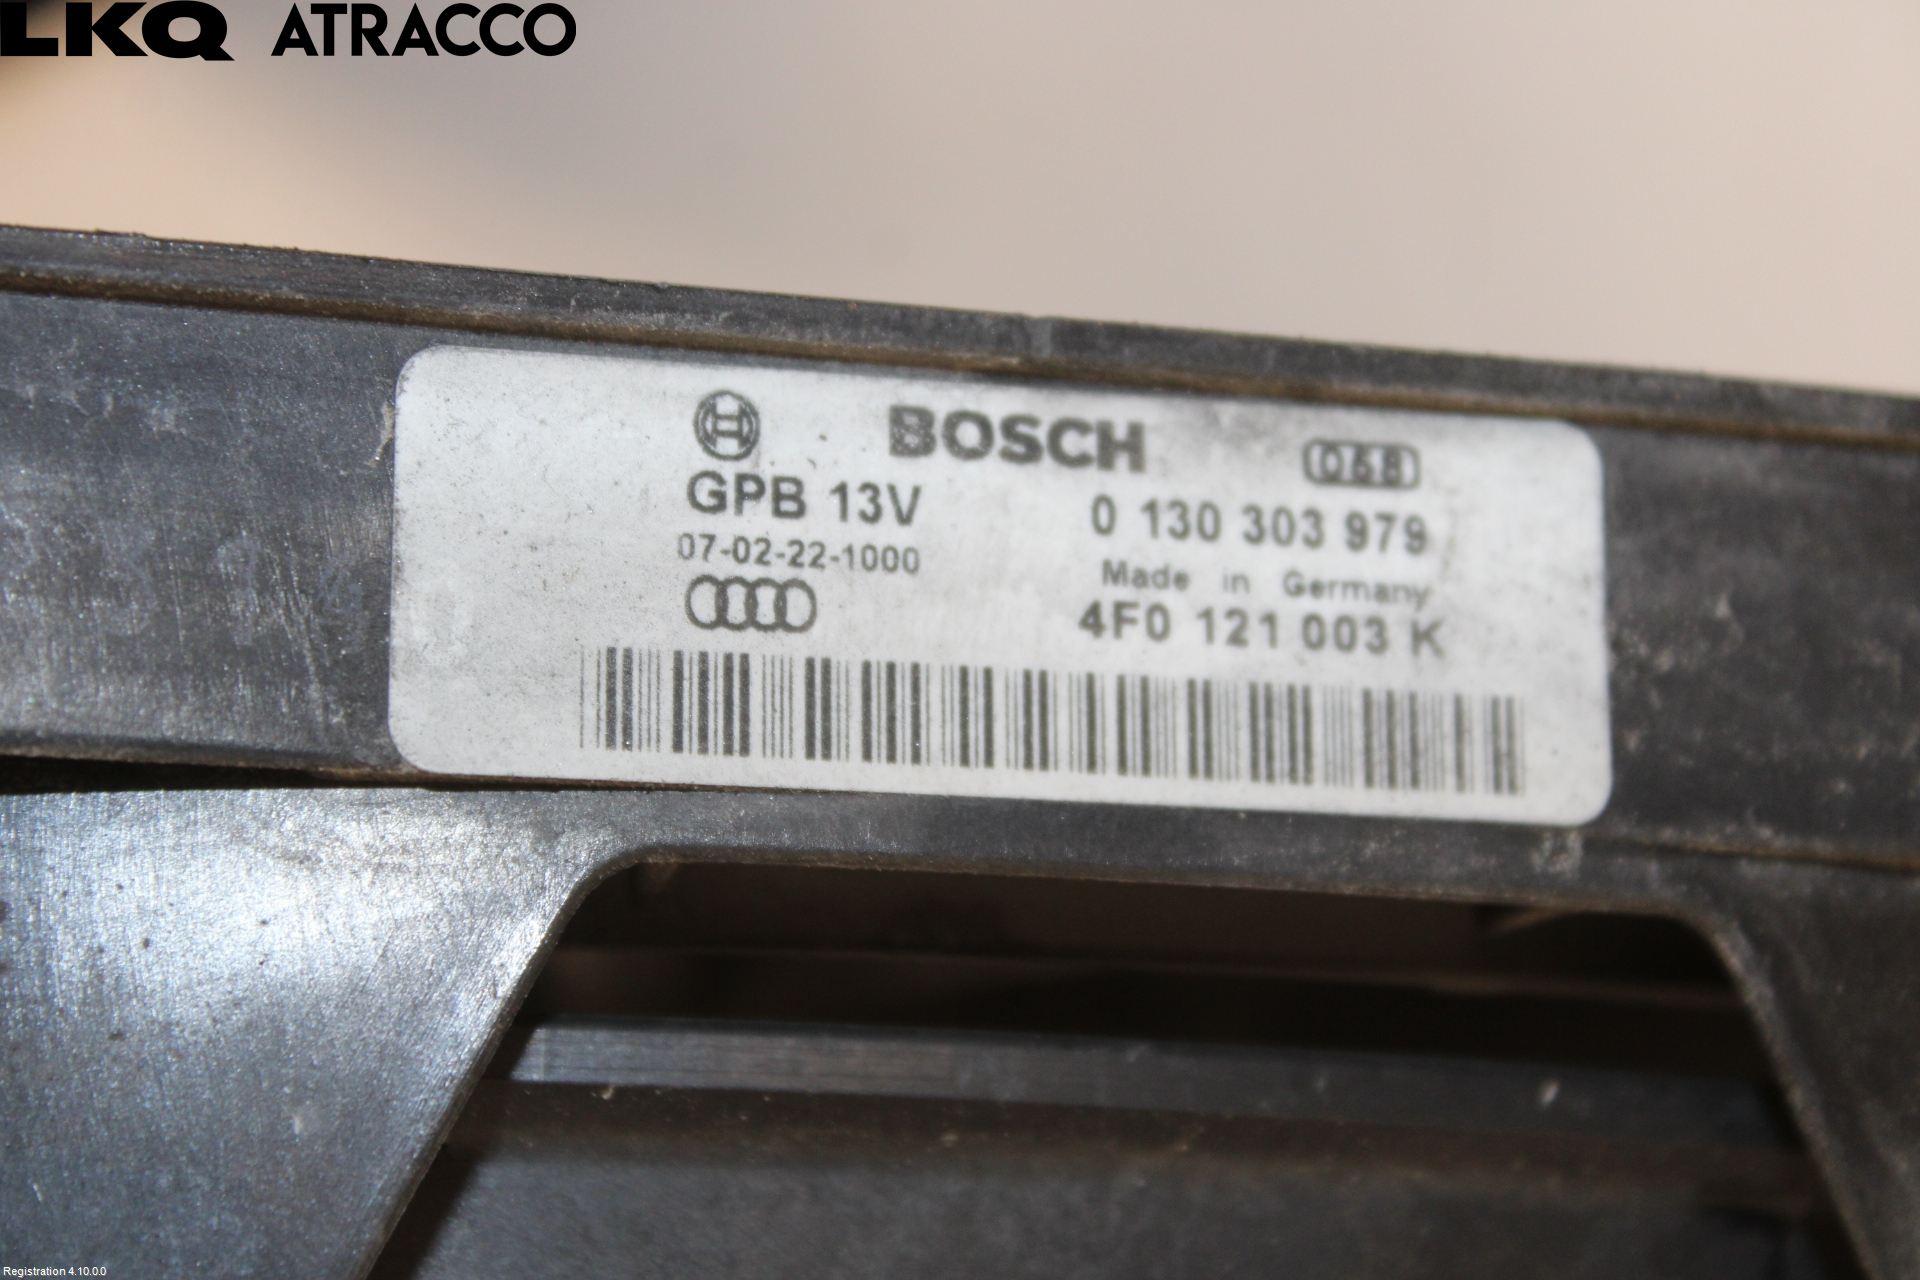 LKQ ATRACCO
BOSCH
068
GPB 13V
0 130 303 979
07-02-22-1000
Made in Germany
4F0 121 003 K
Registration 4.10.0.0